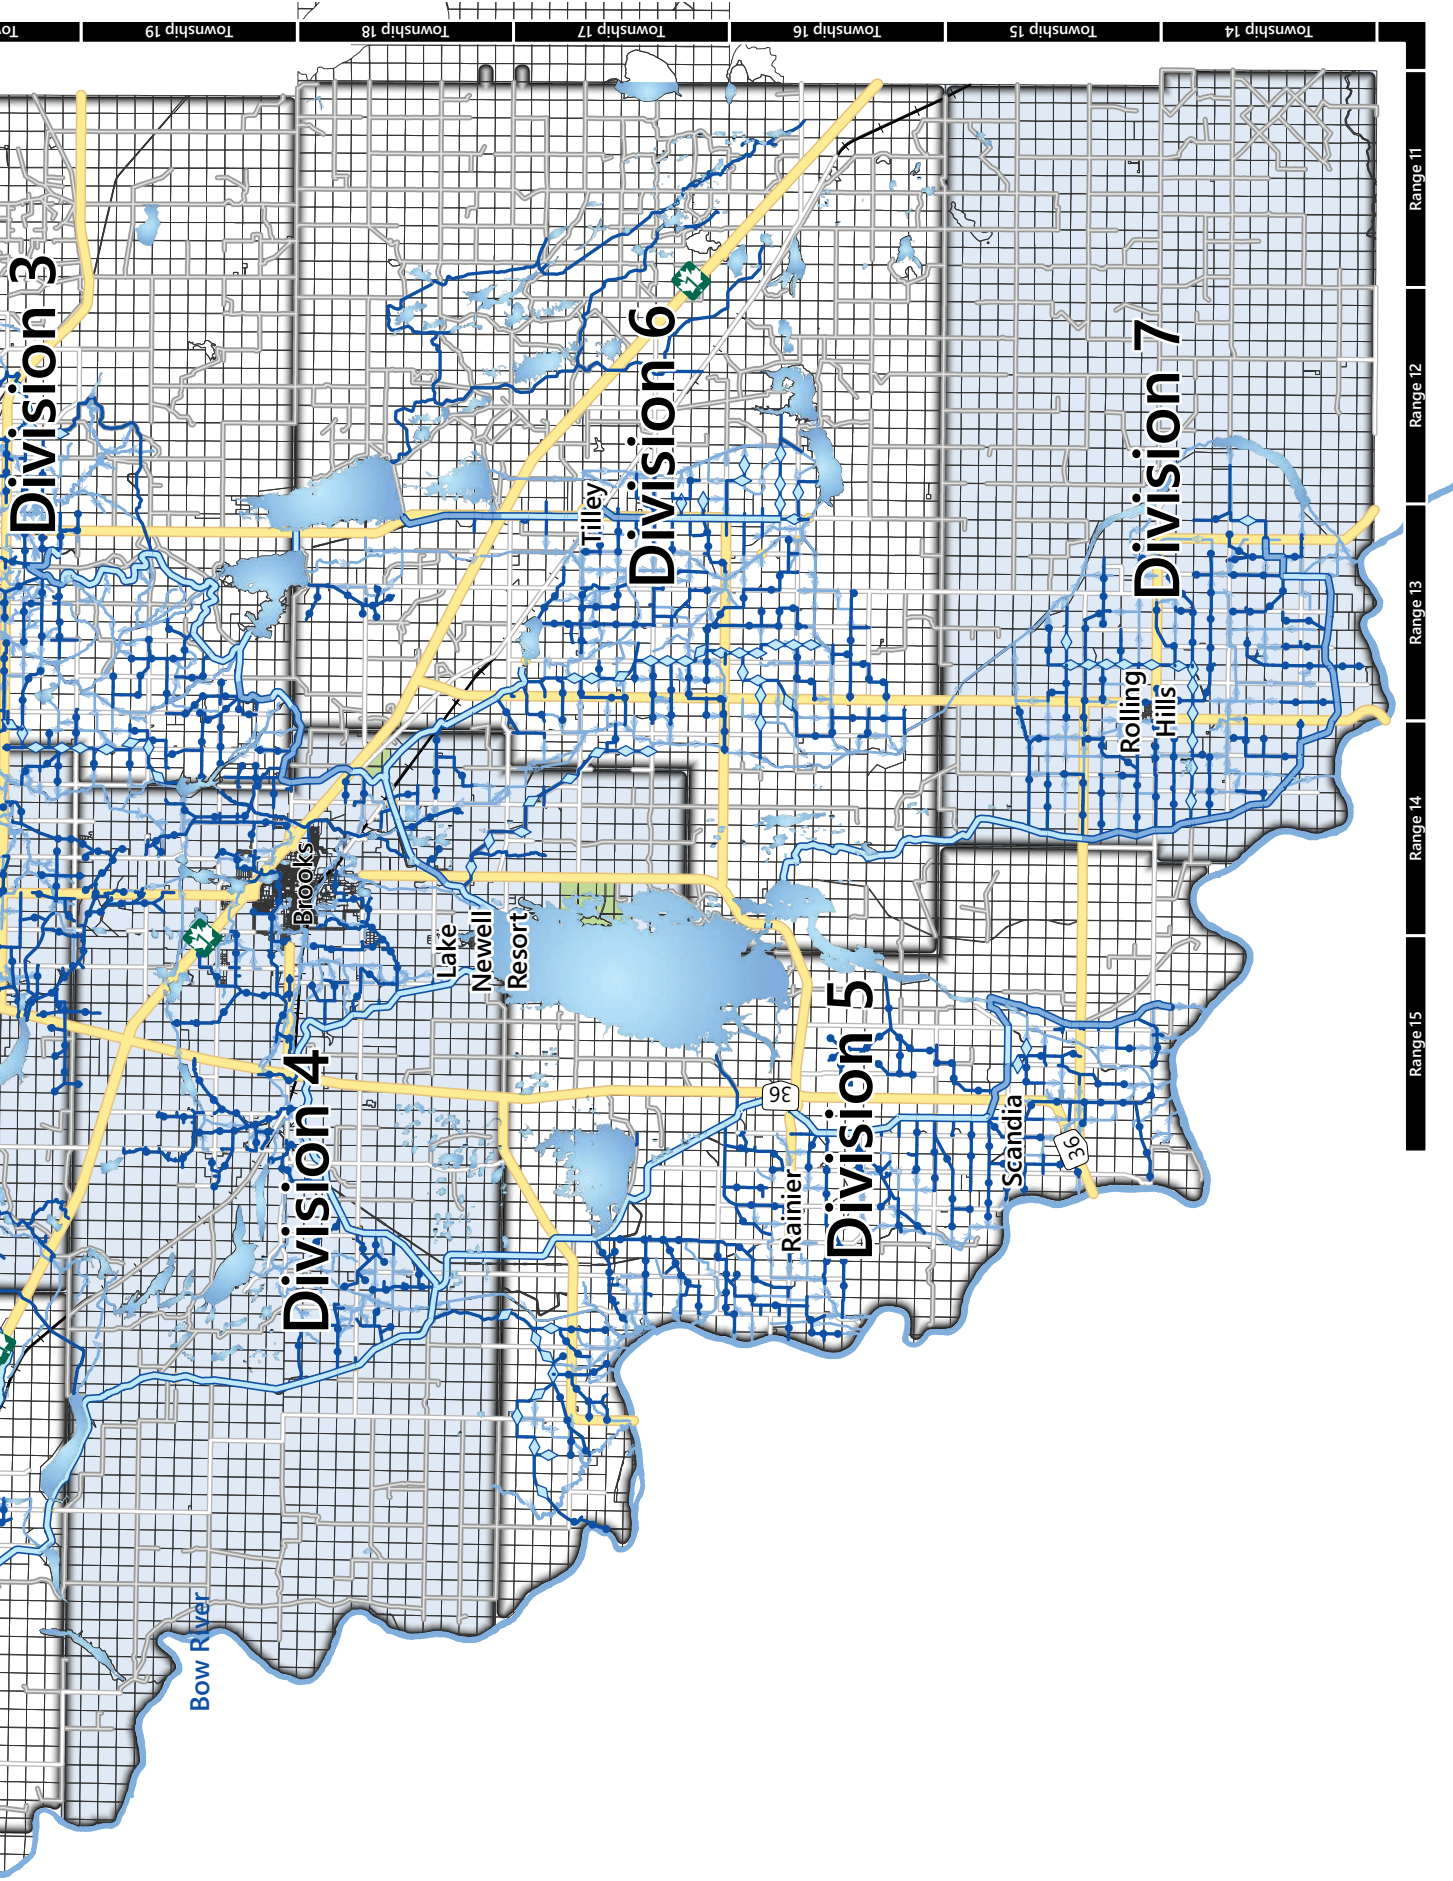 Township 19
Township 18
Township 17
Township 16
Township 15
Township 14
Range 11
Range 12
Range 13
Range 14
Range 15
Division 3
Division 6
Division 7
1
Tilley
Rolling
Hills
Brooks
1
Lake
Newell
Resort
Division 4
Division 5
36
Rainier
Scandia
36
Bow River